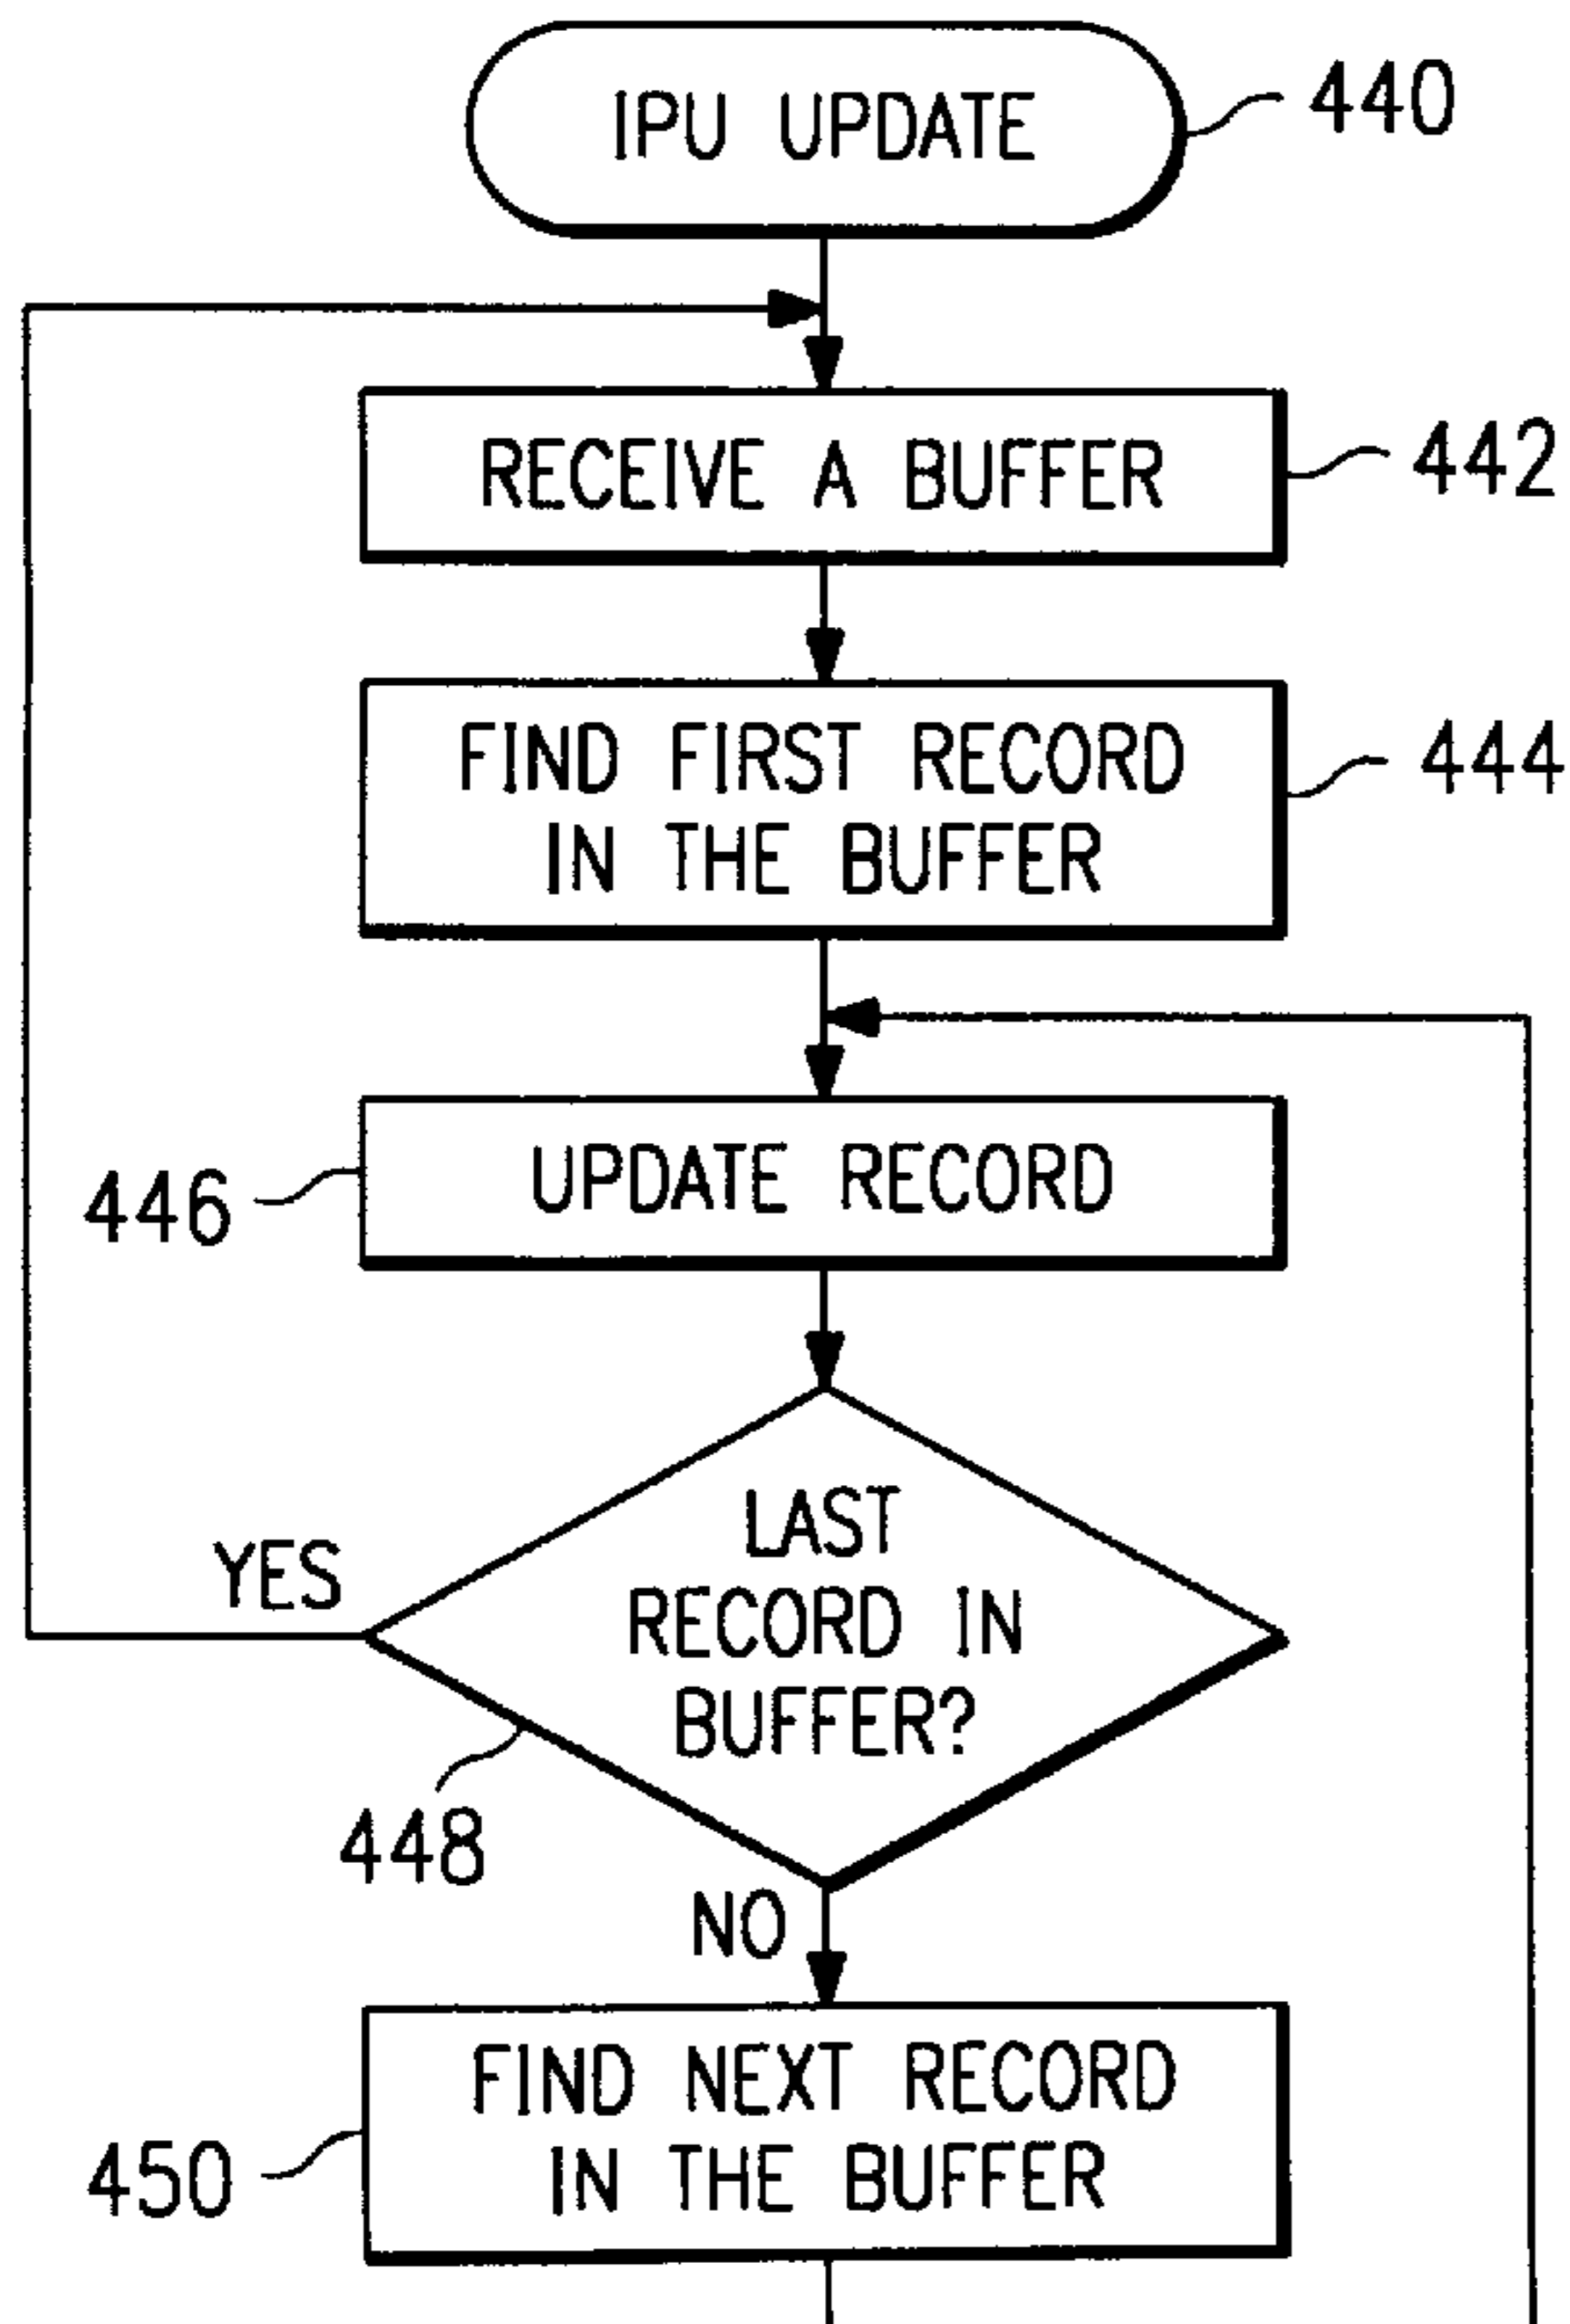 IPU UPDATE
440
RECEIVE A BUFFER
442
FIND FIRST RECORD
IN THE BUFFER
444
UPDATE RECORD
446
LAST
RECORD IN
BUFFER?
YES
448
NO
FIND NEXT RECORD
IN THE BUFFER
450